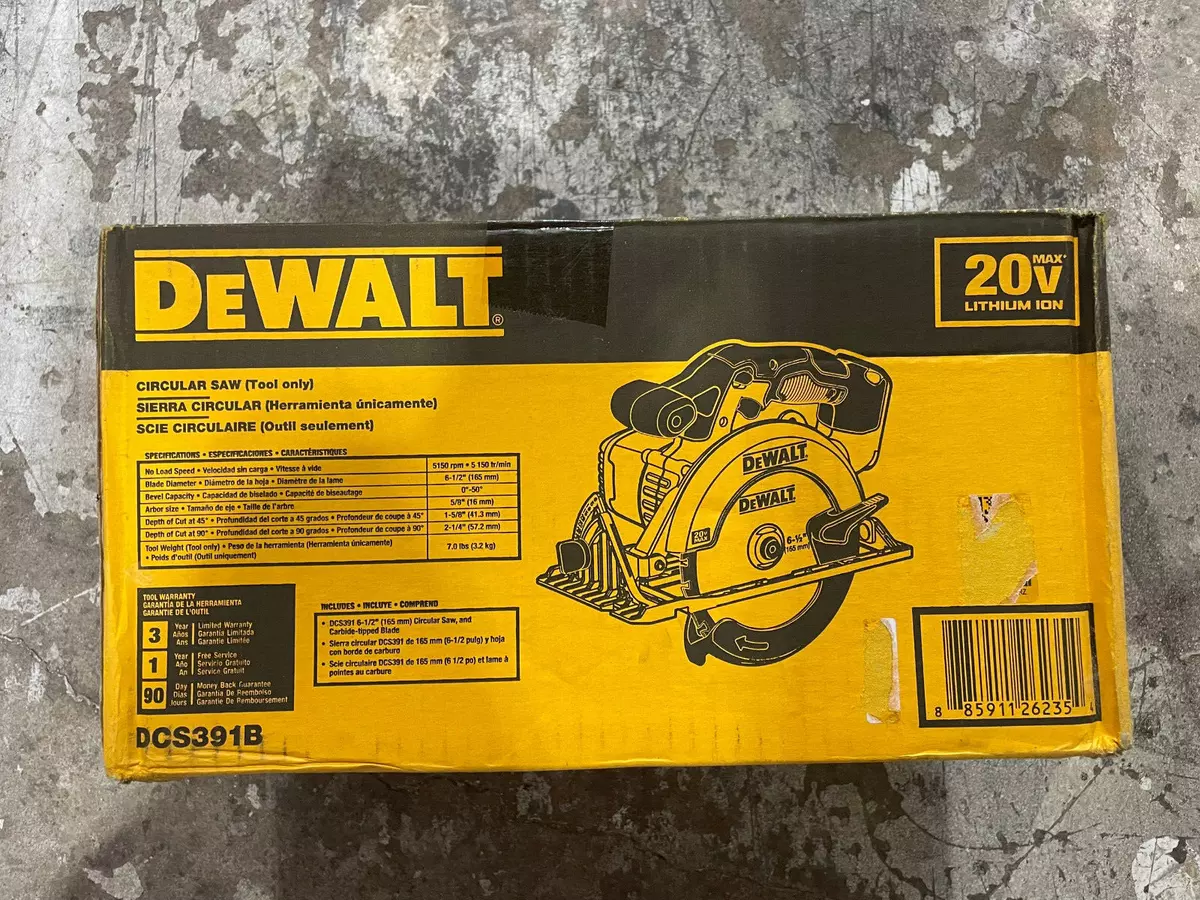 DEWALT®
20V MAX*
LITHIUM ION
CIRCULAR SAW (Tool only)
SIERRA CIRCULAR (Herramienta únicamente)
SCIE CIRCULAIRE (Outil seulement)
SPECIFICATIONS • ESPECIFICACIONES • CARACTÉRISTIQUES
No Load Speed • Velocidad sin carga • Vitesse à vide 5150 rpm • 5 150 tr/min
Blade Diameter • Diámetro de la hoja • Diamètre de la lame 6-1/2" (165 mm)
Bevel Capacity • Capacidad de biselado • Capacité de biseautage 0°-50°
Arbor size • Tamaño de eje • Taille de l'arbre 5/8" (16 mm)
Depth of Cut at 45° • Profundidad del corte a 45 grados • Profondeur de coupe à 45° 1-5/8" (41.3 mm)
Depth of Cut at 90° • Profundidad del corte a 90 grados • Profondeur de coupe à 90° 2-1/4" (57.2 mm)
Tool Weight (Tool only) • Peso de la herramienta (Herramienta únicamente)
• Poids d'outil (Outil uniquement) 7.0 lbs (3.2 kg)
TOOL WARRANTY
GARANTÍA DE LA HERRAMIENTA
GARANTIE DE L'OUTIL
3 Year Limited Warranty
Años Garantía Limitada
Ans Garantie Limitée
1 Year Free Service
Año Servicio Gratuito
An Service Gratuit
90 Day Money Back Guarantee
Días Garantía De Reembolso
Jours Garantie De Remboursement
INCLUDES • INCLUYE • COMPREND
• DCS391 6-1/2" (165 mm) Circular Saw, and
Carbide-tipped Blade
• Sierra circular DCS391 de 165 mm (6-1/2 pulg) y hoja
con borde de carburo
• Scie circulaire DCS391 de 165 mm (6 1/2 po) et lame à
pointes au carbure
DCS391B
DEWALT
DEWALT
20V
MAX
6-½"
(165 mm)
8 85911 26235 4